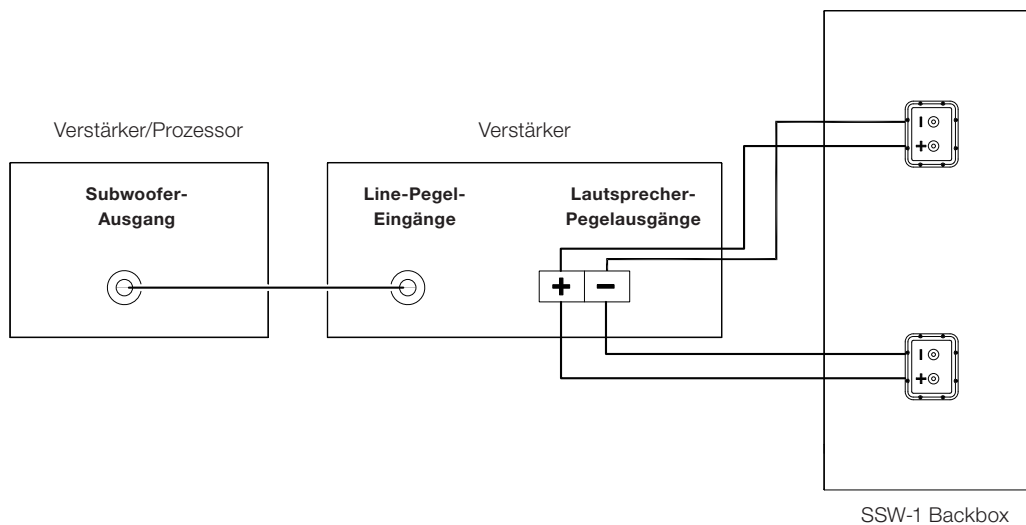 Verstärker/Prozessor
Verstärker
Subwoofer-
Ausgang
Line-Pegel-
Eingänge
Lautsprecher-
Pegelausgänge
+ −
− +
− +
SSW-1 Backbox